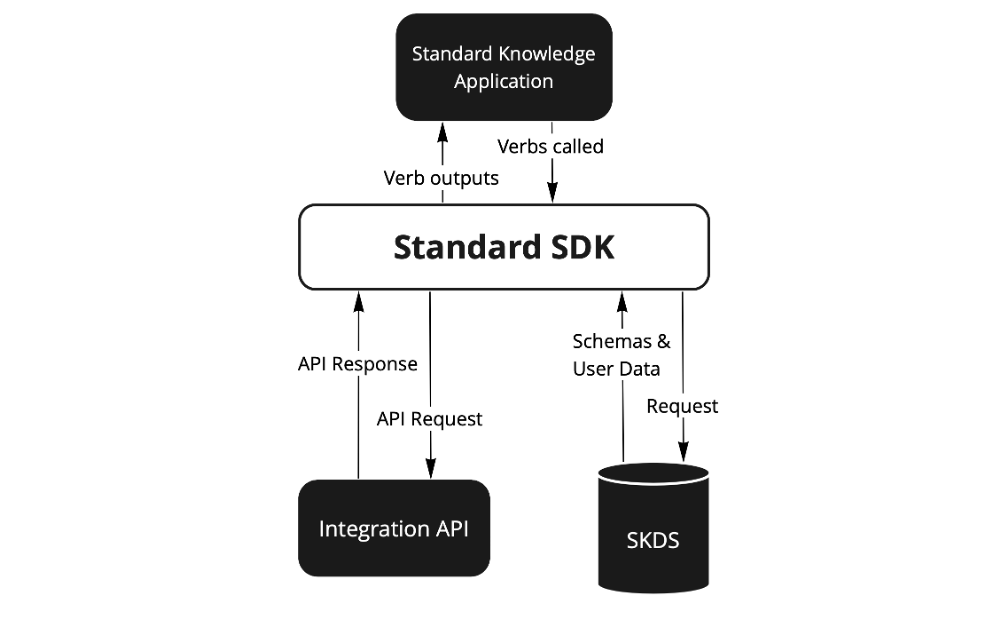 Standard Knowledge
Application
Verbs called
Verb outputs
Standard SDK
Schemas &
User Data
API Response
Request
API Request
Integration API
SKDS